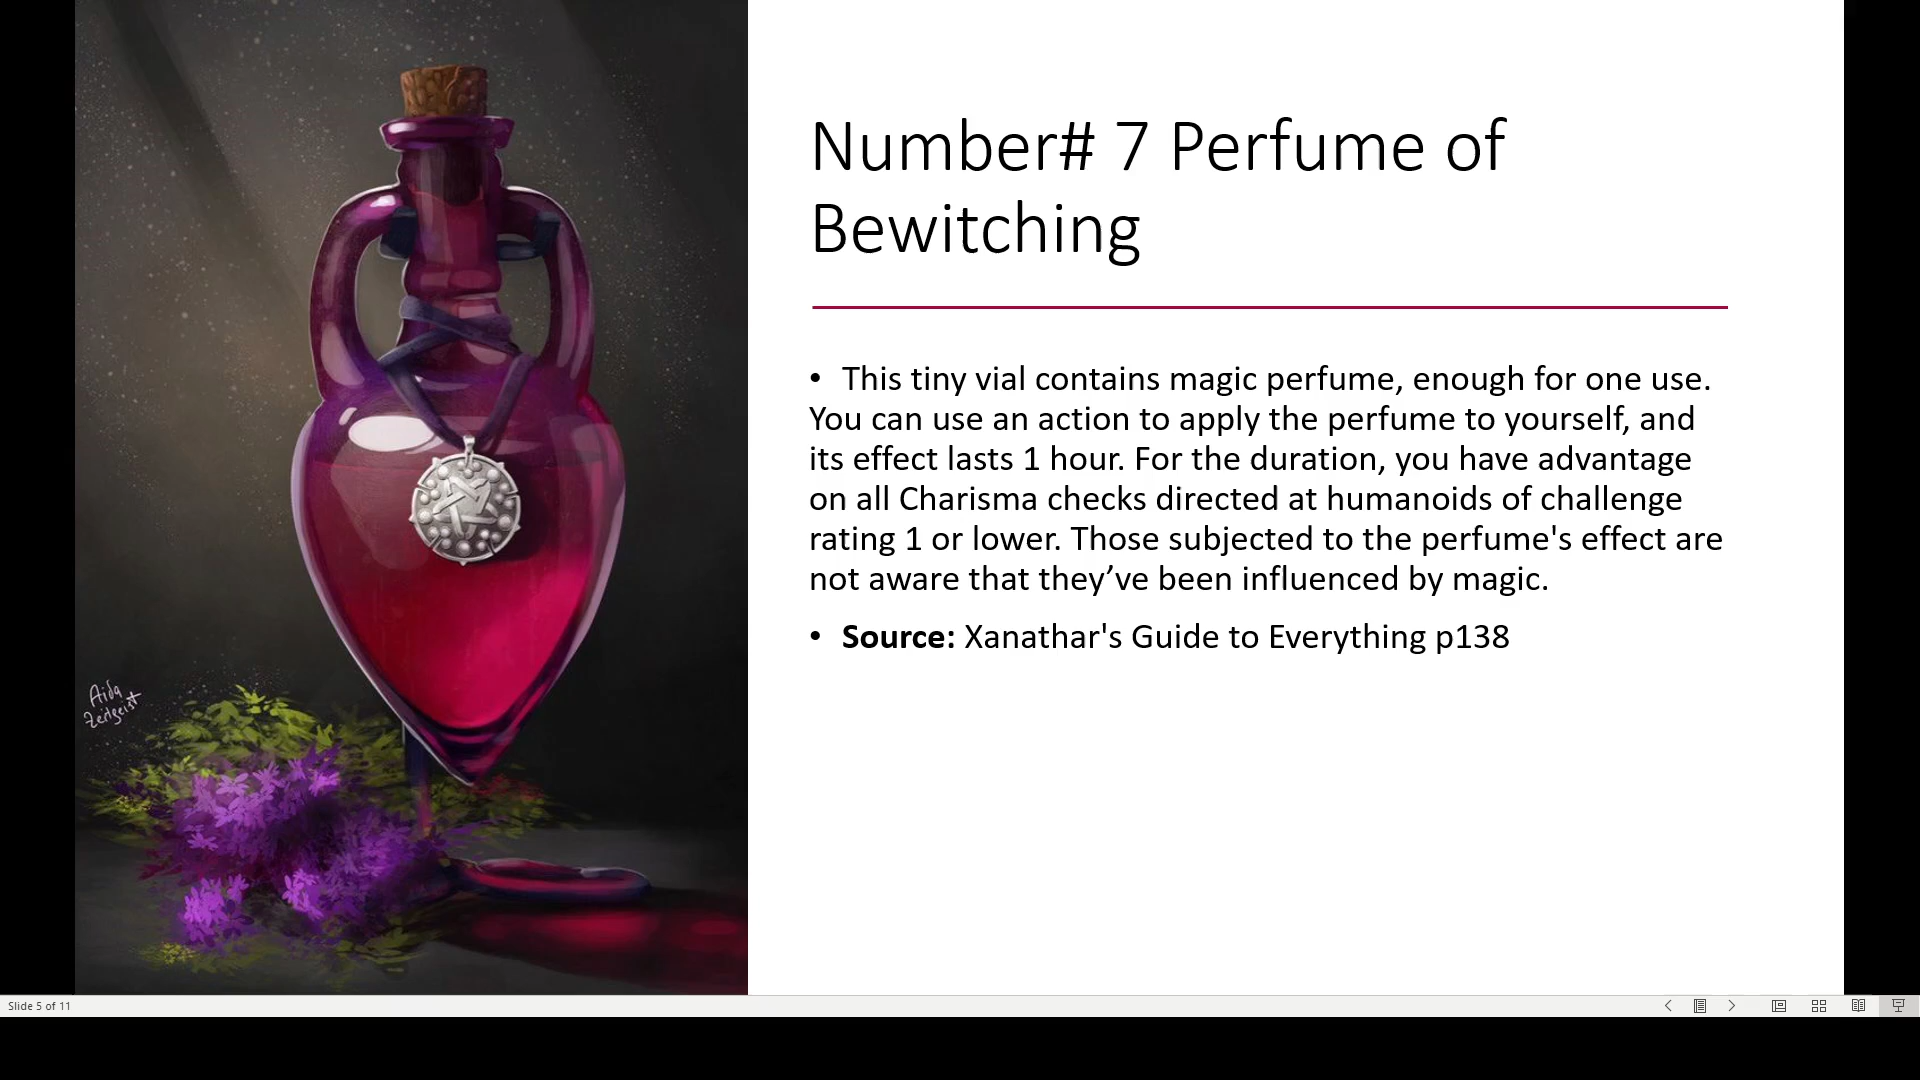 Number# 7 Perfume of
Bewitching
• This tiny vial contains magic perfume, enough for one use.
You can use an action to apply the perfume to yourself, and
its effect lasts 1 hour. For the duration, you have advantage
on all Charisma checks directed at humanoids of challenge
rating 1 or lower. Those subjected to the perfume's effect are
not aware that they’ve been influenced by magic.
• Source: Xanathar's Guide to Everything p138
Aida
Zeitgeist
Slide 5 of 11